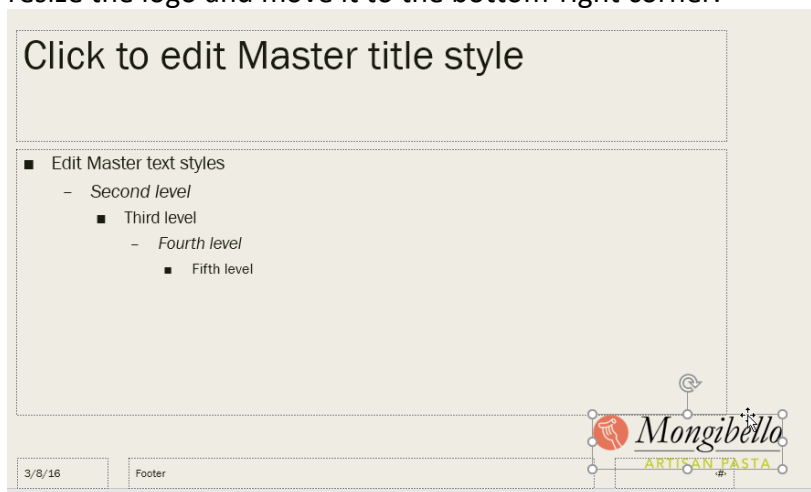 resize the logo and move it to the bottom-right corner.
Click to edit Master title style
■ Edit Master text styles
– Second level
■ Third level
– Fourth level
■ Fifth level
Mongibello
ARTISAN PASTA
3/8/16
Footer
‹#›